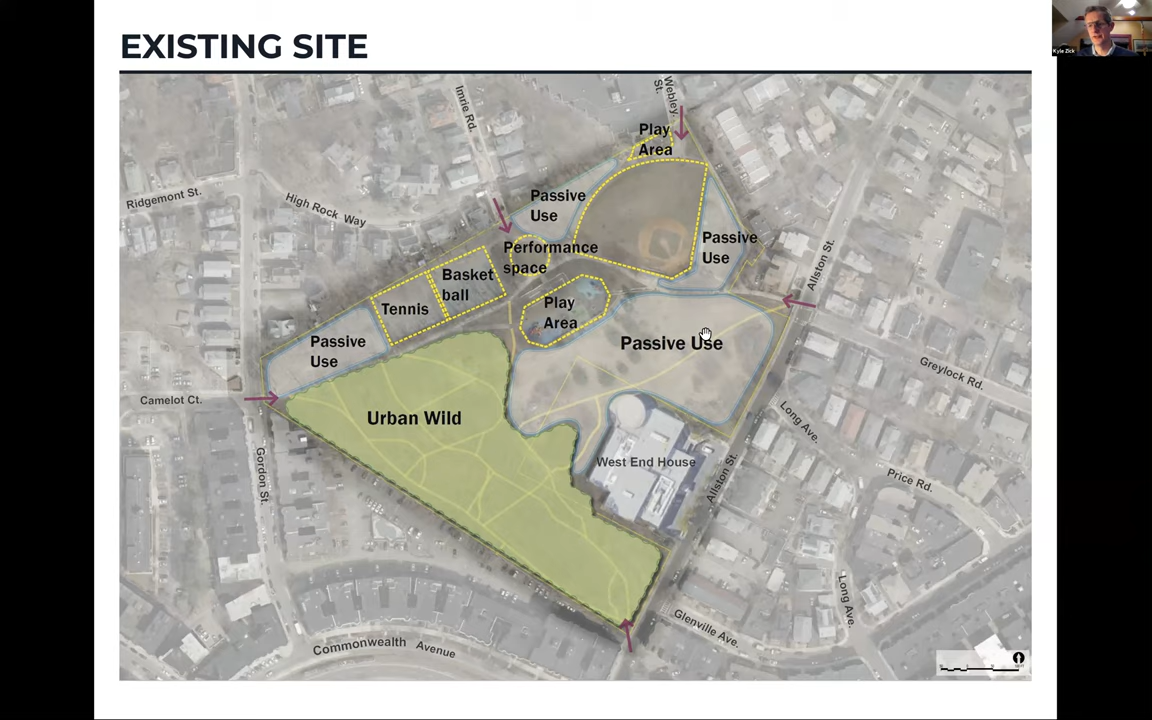 EXISTING SITE
Kyle Zick
Webley St.
Imrie Rd.
Play
Area
Ridgemont St.
High Rock Way
Passive
Use
Passive
Use
Performance
space
Allston St.
Basket
ball
Tennis
Play
Area
Passive
Use
Passive Use
Greylock Rd.
Camelot Ct.
Urban Wild
Long Ave.
Gordon St.
West End House
Allston St.
Price Rd.
Long Ave.
Glenville Ave.
Commonwealth Avenue